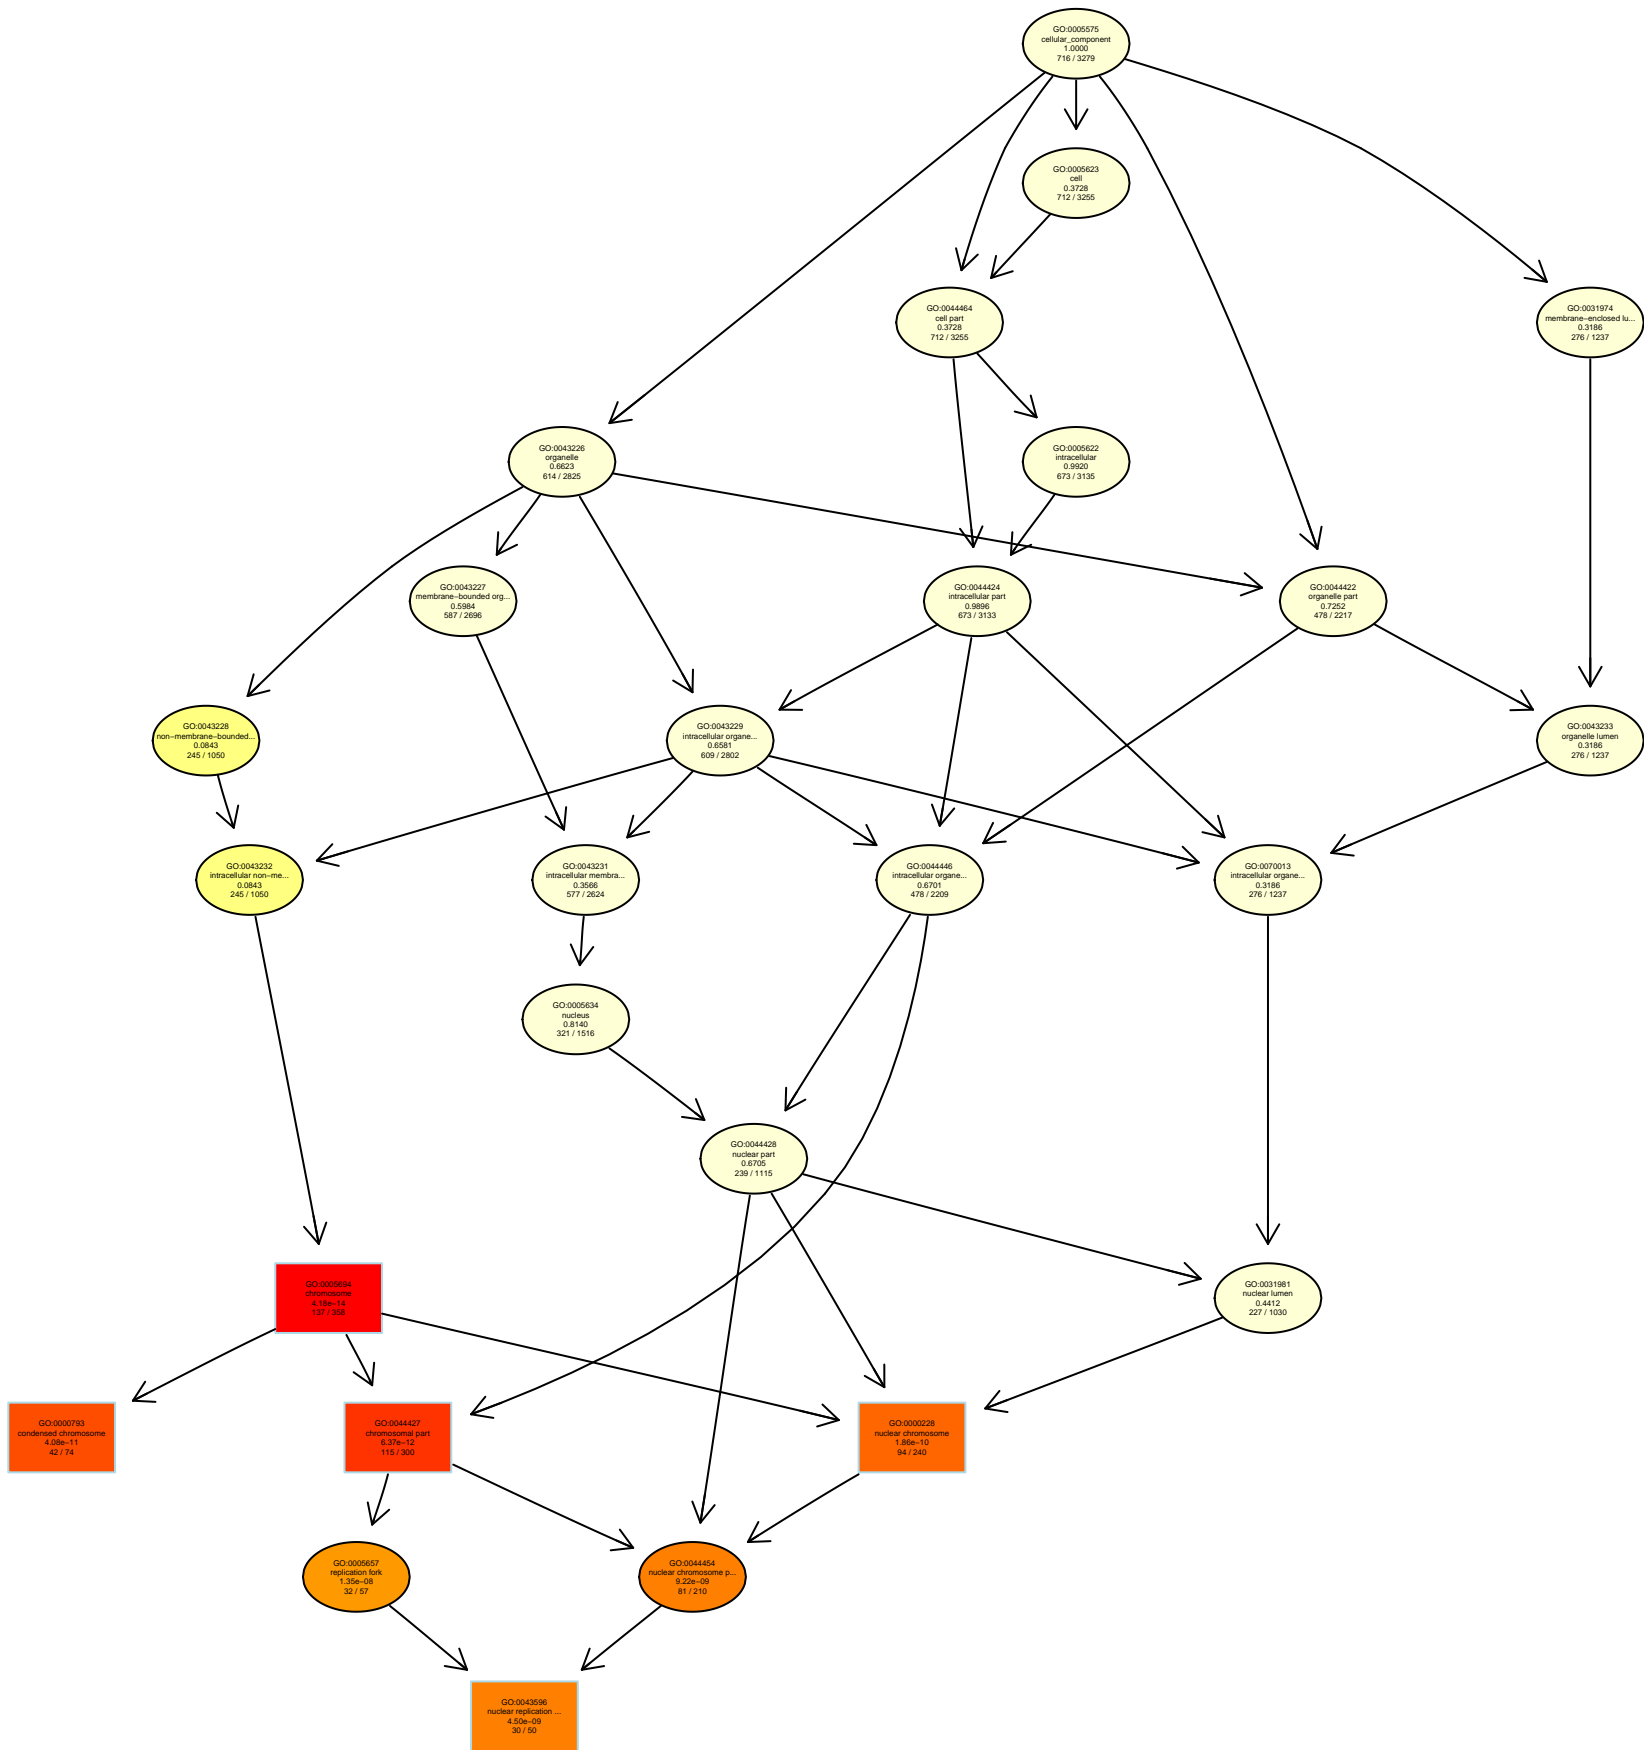 GO:0005575
cellular_component
1.0000
716 / 3279
GO:0005623
cell
0.3728
712 / 3255
GO:0044464
cell part
0.3728
712 / 3255
GO:0031974
membrane−enclosed lu...
0.3186
276 / 1237
GO:0043226
organelle
0.6623
614 / 2825
GO:0005622
intracellular
0.9920
673 / 3135
GO:0043227
membrane−bounded org...
0.5984
587 / 2696
GO:0044424
intracellular part
0.9896
673 / 3133
GO:0044422
organelle part
0.7252
478 / 2217
GO:0043228
non−membrane−bounded...
0.0843
245 / 1050
GO:0043229
intracellular organe...
0.6581
609 / 2802
GO:0043233
organelle lumen
0.3186
276 / 1237
GO:0043232
intracellular non−me...
0.0843
245 / 1050
GO:0043231
intracellular membra...
0.3566
577 / 2624
GO:0044446
intracellular organe...
0.6701
478 / 2209
GO:0070013
intracellular organe...
0.3186
276 / 1237
GO:0005634
nucleus
0.8140
321 / 1516
GO:0044428
nuclear part
0.6705
239 / 1115
GO:0005694
chromosome
4.18e−14
137 / 358
GO:0031981
nuclear lumen
0.4412
227 / 1030
GO:0000793
condensed chromosome
4.08e−11
42 / 74
GO:0044427
chromosomal part
6.37e−12
115 / 300
GO:0000228
nuclear chromosome
1.86e−10
94 / 240
GO:0005657
replication fork
1.35e−08
32 / 57
GO:0044454
nuclear chromosome p...
9.22e−09
81 / 210
GO:0043596
nuclear replication ...
4.50e−09
30 / 50